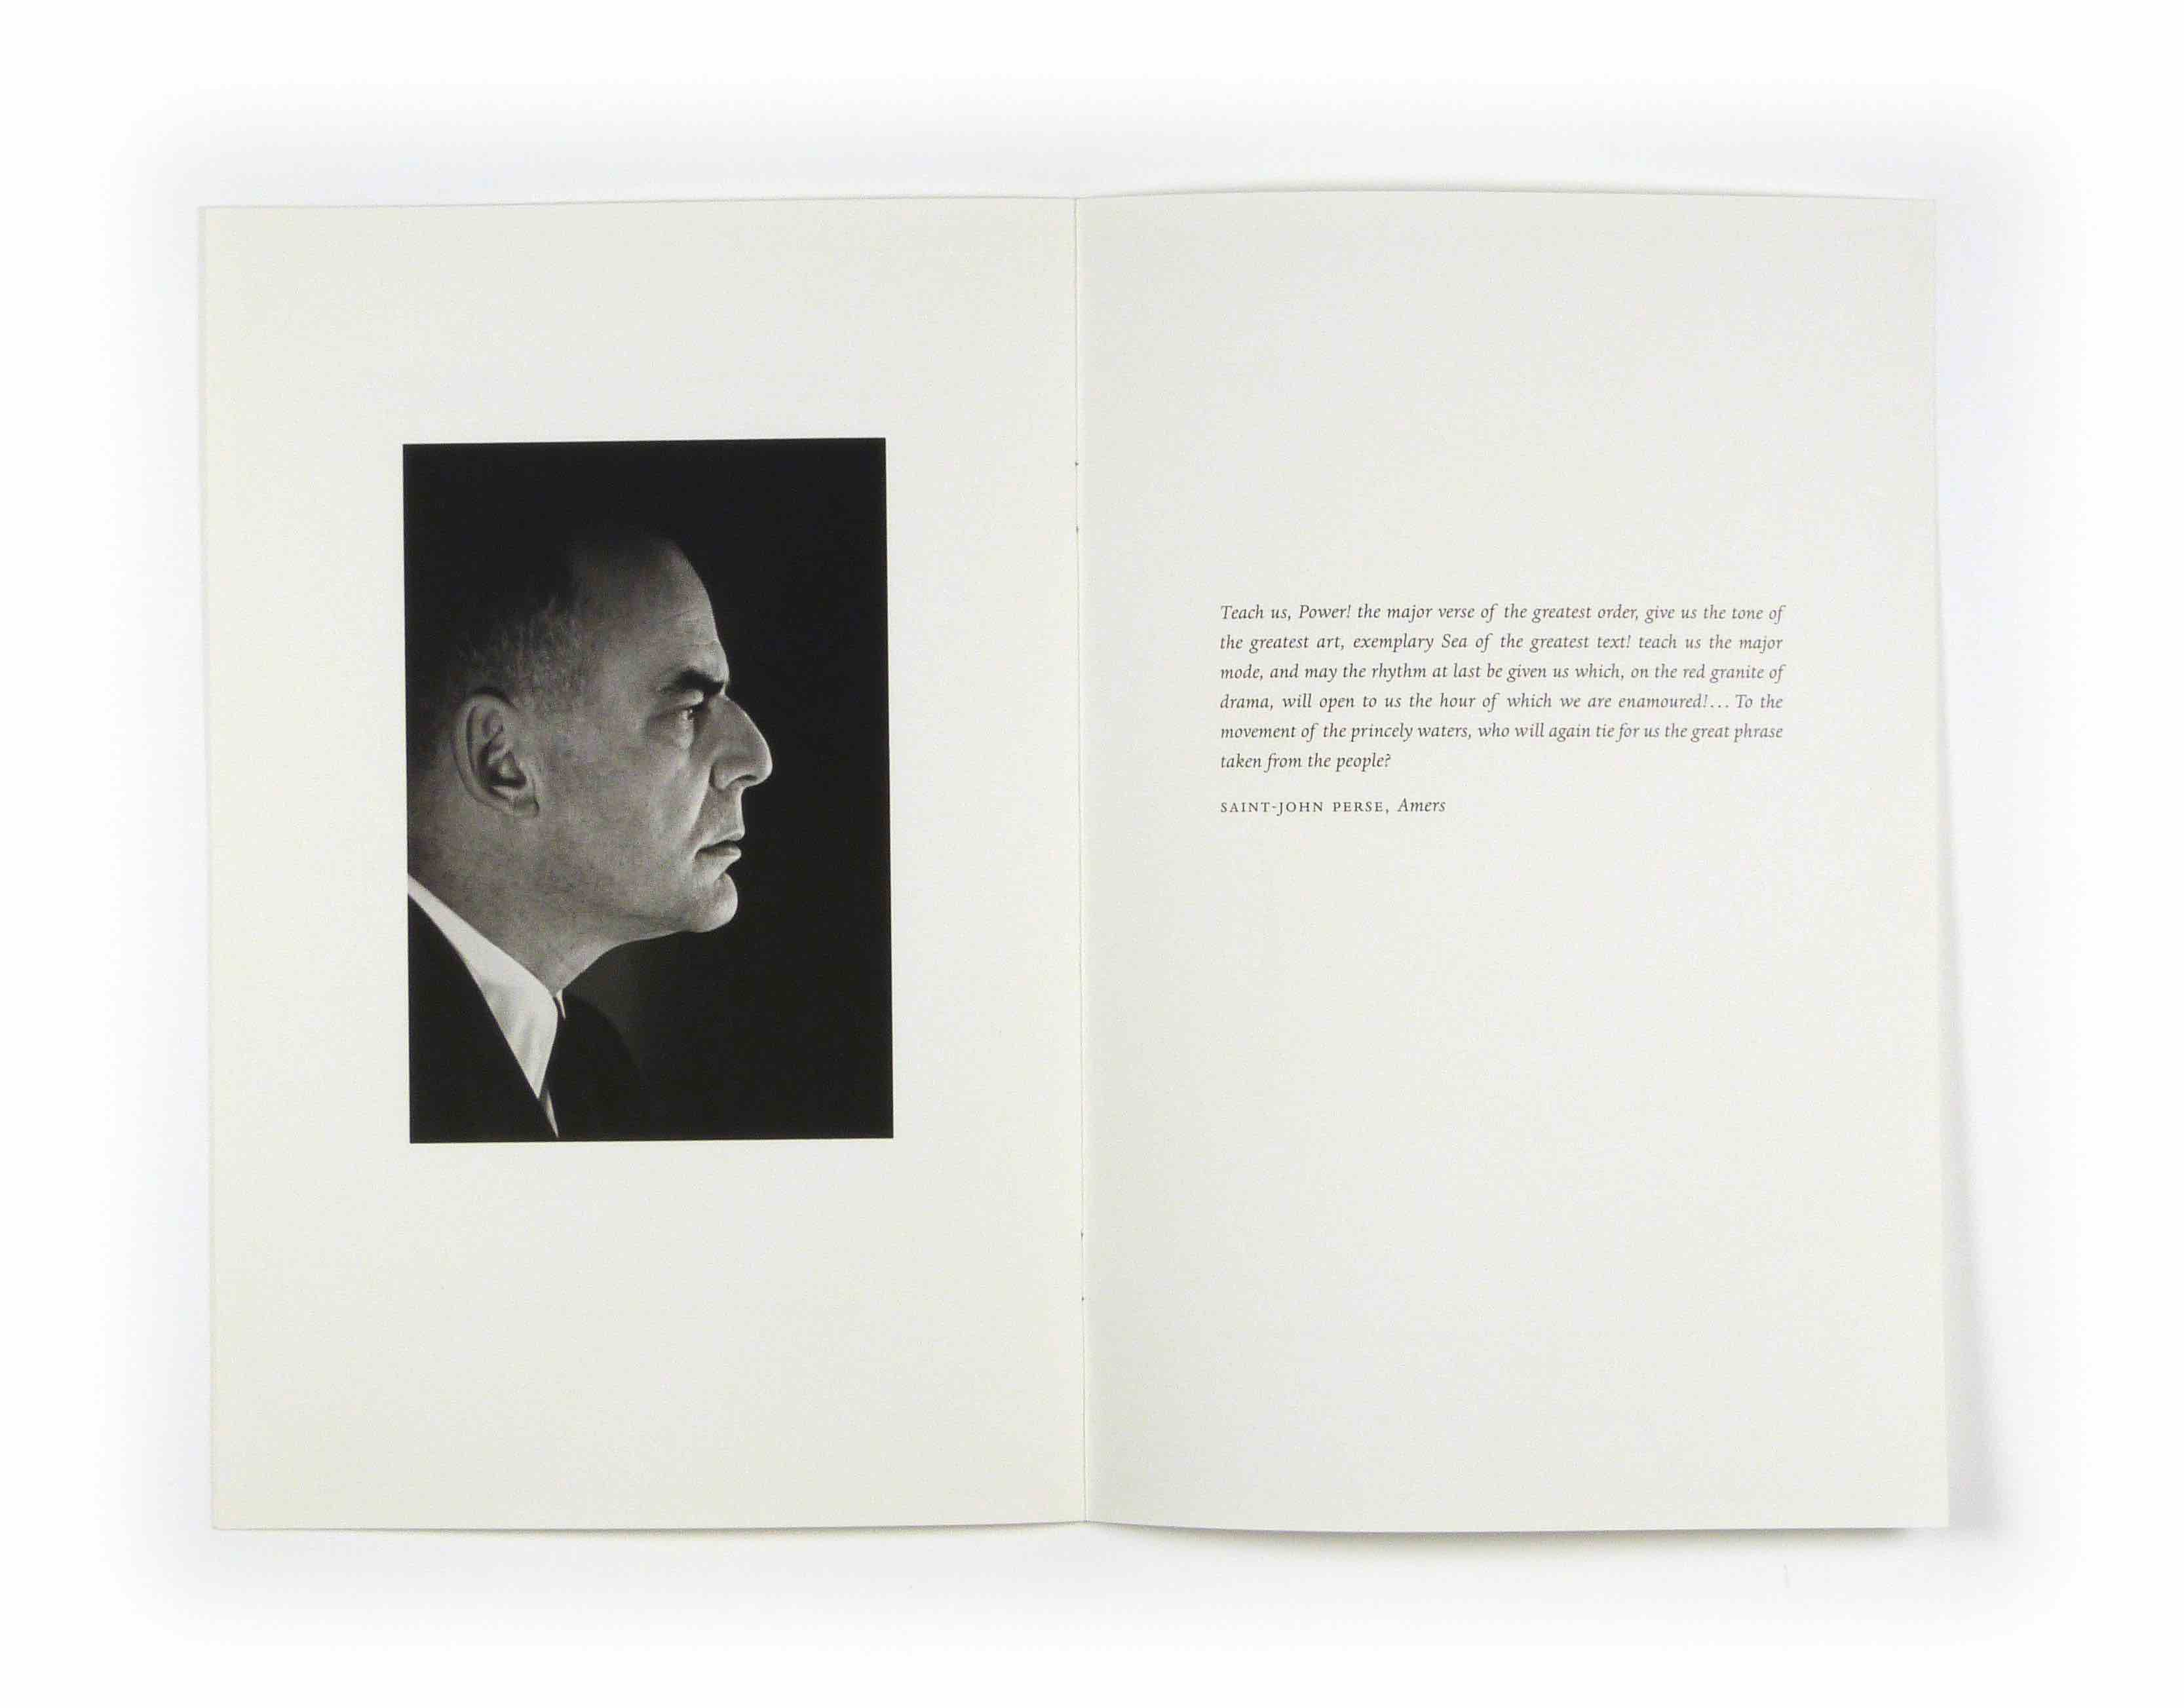 Teach us, Power! the major verse of the greatest order, give us the tone of
the greatest art, exemplary Sea of the greatest text! teach us the major
mode, and may the rhythm at last be given us which, on the red granite of
drama, will open to us the hour of which we are enamoured!... To the
movement of the princely waters, who will again tie for us the great phrase
taken from the people?
SAINT-JOHN PERSE, Amers